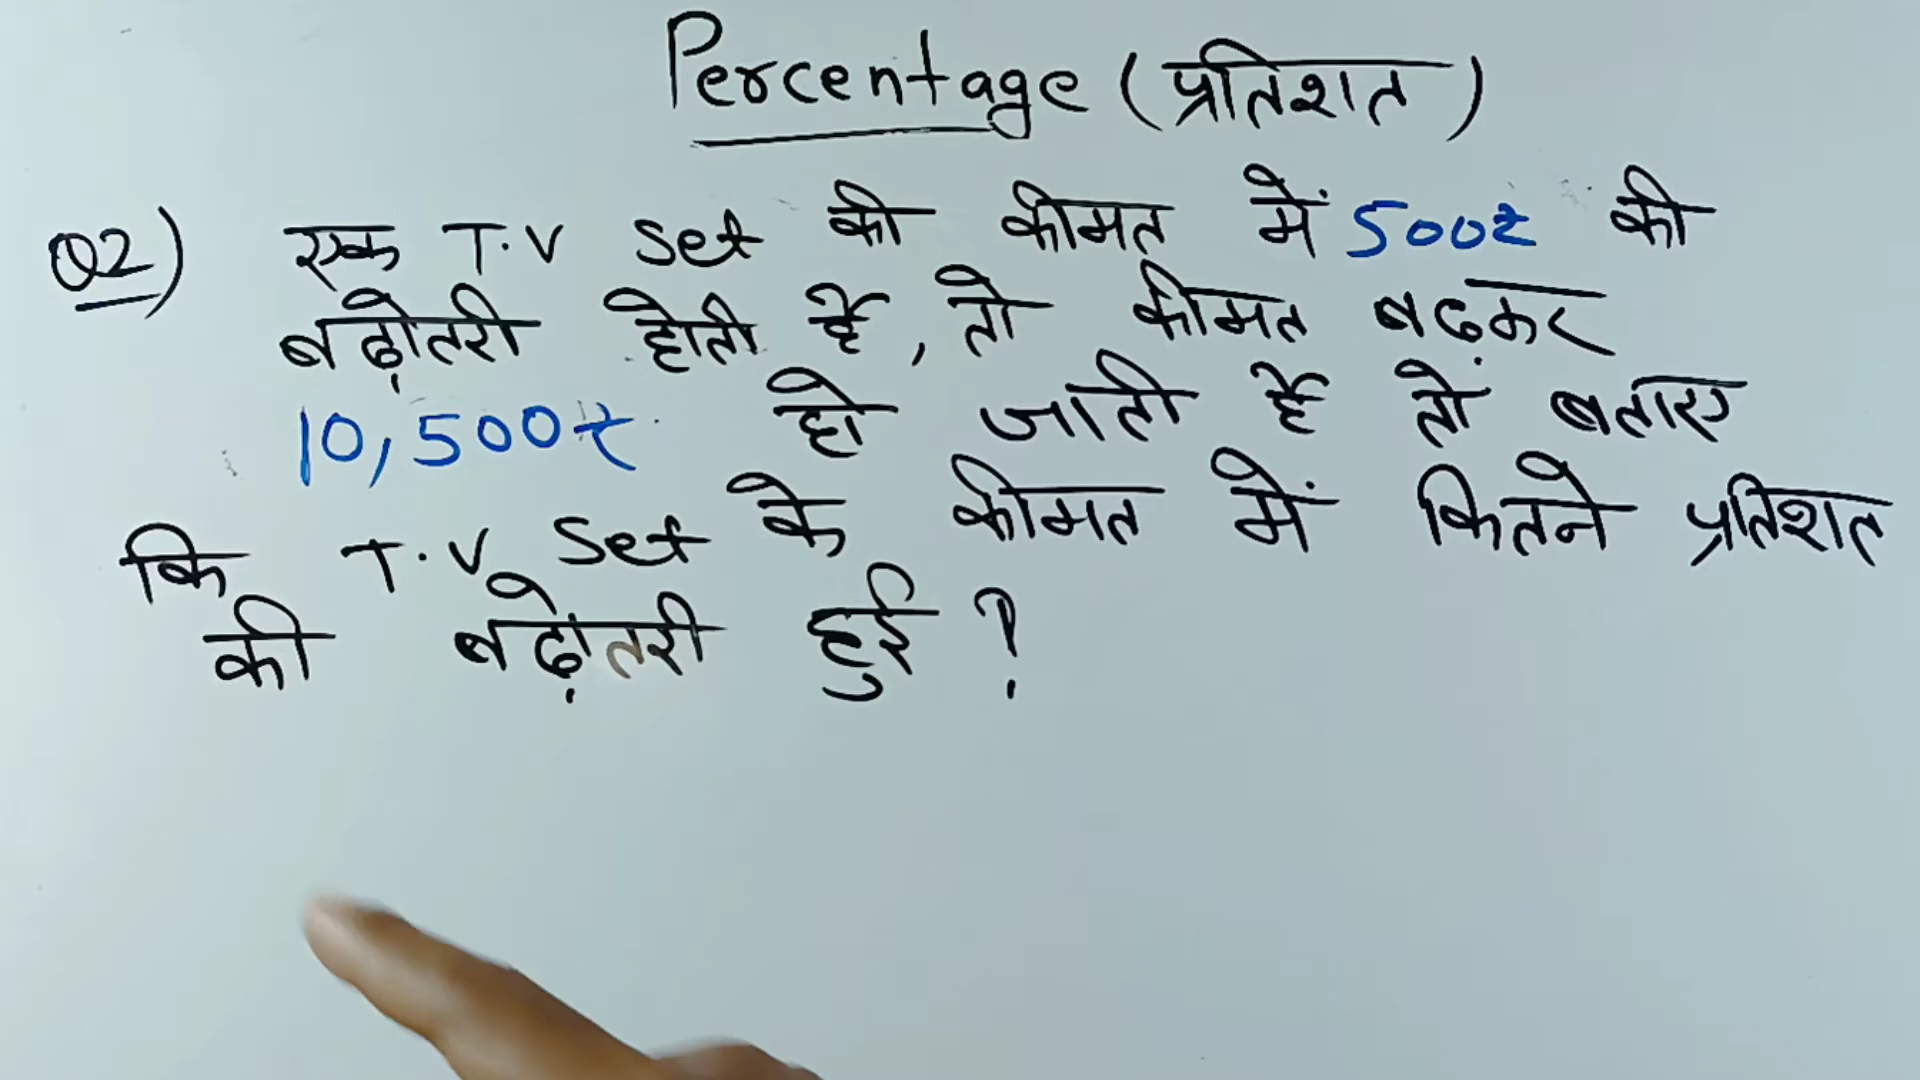 Percentage (प्रतिशत)
Q2) एक T.V Set की कीमत में 500₹ की
बढ़ोतरी होती है, तो कीमत बढ़कर
10,500₹ हो जाती है तो बताए
कि T.V Set के कीमत में कितने प्रतिशत
की बढ़ोतरी हुई ?